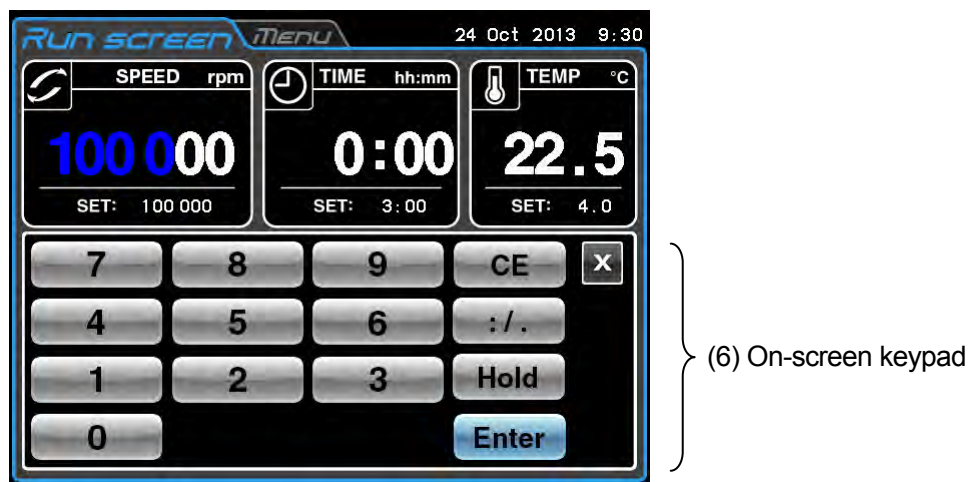 Run screen Menu 24 Oct 2013 9:30
SPEED rpm TIME hh:mm TEMP °C
100 000 0:00 22.5
SET: 100 000 SET: 3:00 SET: 4.0
7 8 9 CE X
4 5 6 :/.
1 2 3 Hold
0 Enter
(6) On-screen keypad